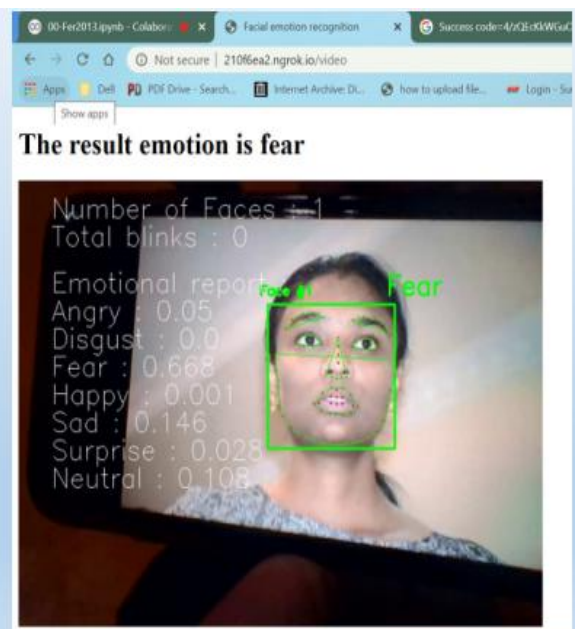 00-Fer2013.ipynb - Colabor
Facial emotion recognition
Success code=4/
Not secure | 210f6ea2.ngrok.io/video
Apps
Dell
PDF Drive - Search...
Internet Archive: Di...
how to upload file...
Login - Su
Show apps
The result emotion is fear
Number of Faces : 1
Total blinks : 0
Emotional report
Angry : 0.05
Disgust : 0.0
Fear : 0.668
Happy : 0.001
Sad : 0.146
Surprise : 0.028
Neutral : 0.108
Face #1
Fear